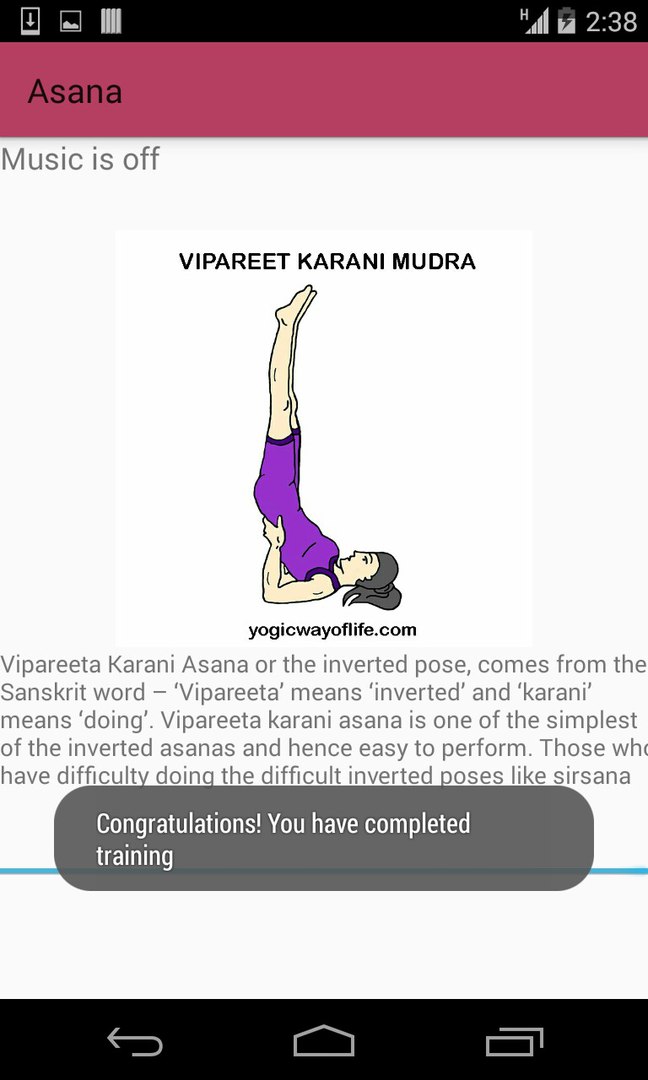 H 2:38
Asana
Music is off
VIPAREET KARANI MUDRA
yogicwayoflife.com
Vipareeta Karani Asana or the inverted pose, comes from the
Sanskrit word – ‘Vipareeta’ means ‘inverted’ and ‘karani’
means ‘doing’. Vipareeta karani asana is one of the simplest
of the inverted asanas and hence easy to perform. Those who
have difficulty doing the difficult inverted poses like sirsana
Congratulations! You have completed
training